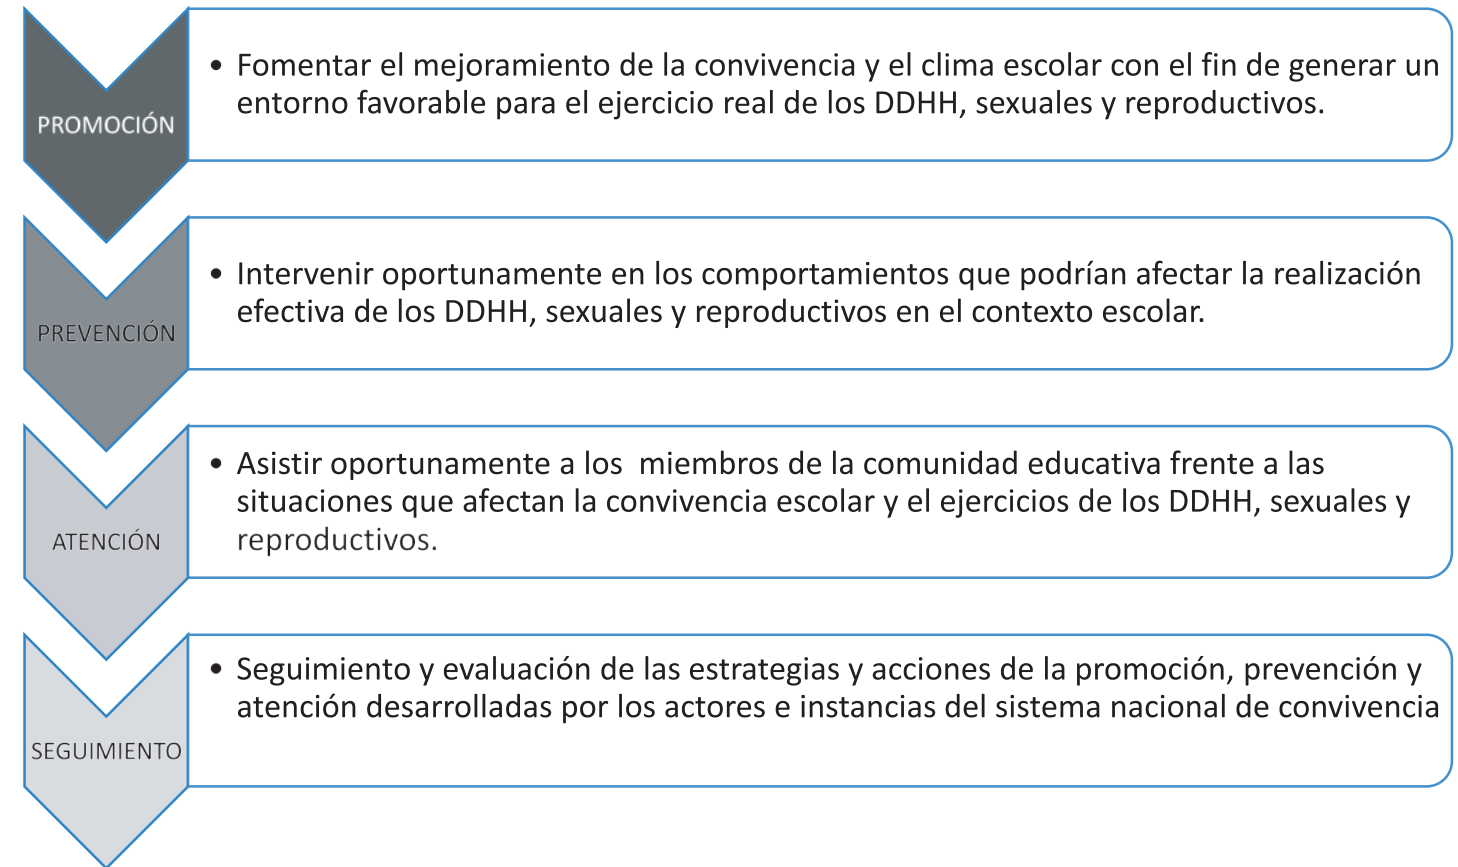 PROMOCIÓN
• Fomentar el mejoramiento de la convivencia y el clima escolar con el fin de generar un
entorno favorable para el ejercicio real de los DDHH, sexuales y reproductivos.
PREVENCIÓN
• Intervenir oportunamente en los comportamientos que podrían afectar la realización
efectiva de los DDHH, sexuales y reproductivos en el contexto escolar.
ATENCIÓN
• Asistir oportunamente a los  miembros de la comunidad educativa frente a las
situaciones que afectan la convivencia escolar y el ejercicios de los DDHH, sexuales y
reproductivos.
SEGUIMIENTO
• Seguimiento y evaluación de las estrategias y acciones de la promoción, prevención y
atención desarrolladas por los actores e instancias del sistema nacional de convivencia